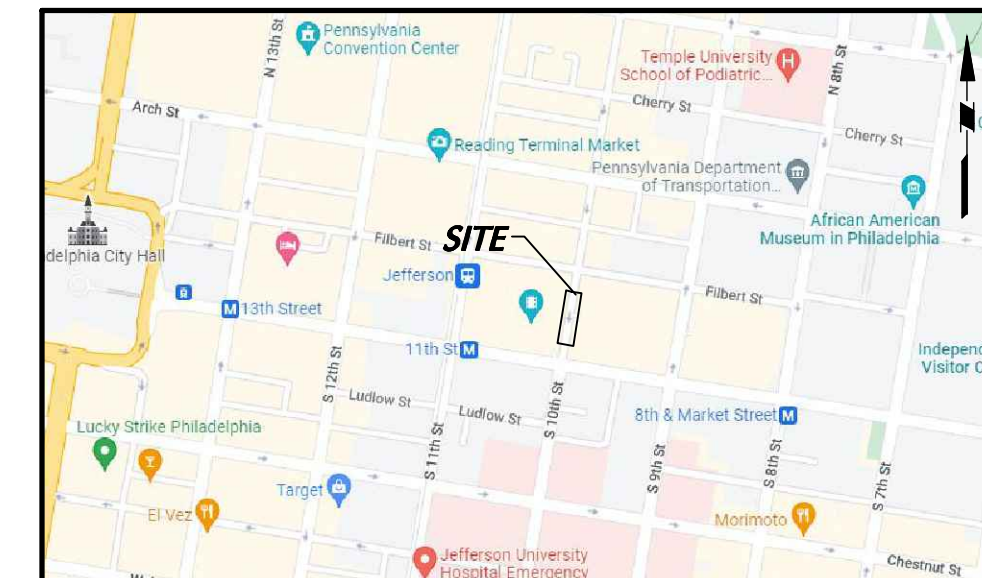 Pennsylvania
Convention Center
N 13th St
Temple University
School of Podiatric...
N 8th St
Cherry St
Arch St
Cherry St
Reading Terminal Market
Pennsylvania Department
of Transportation...
African American
Museum in Philadelphia
SITE
Filbert St
delphia City Hall
Jefferson
Filbert St
M 13th Street
11th St M
Independ
Visitor C
S 12th St
Ludlow St
Ludlow St
S 10th St
8th & Market Street M
Lucky Strike Philadelphia
S 11th St
S 9th St
S 8th St
S 7th St
Target
El Vez
Morimoto
Jefferson University
Hospital Emergency
Chestnut St